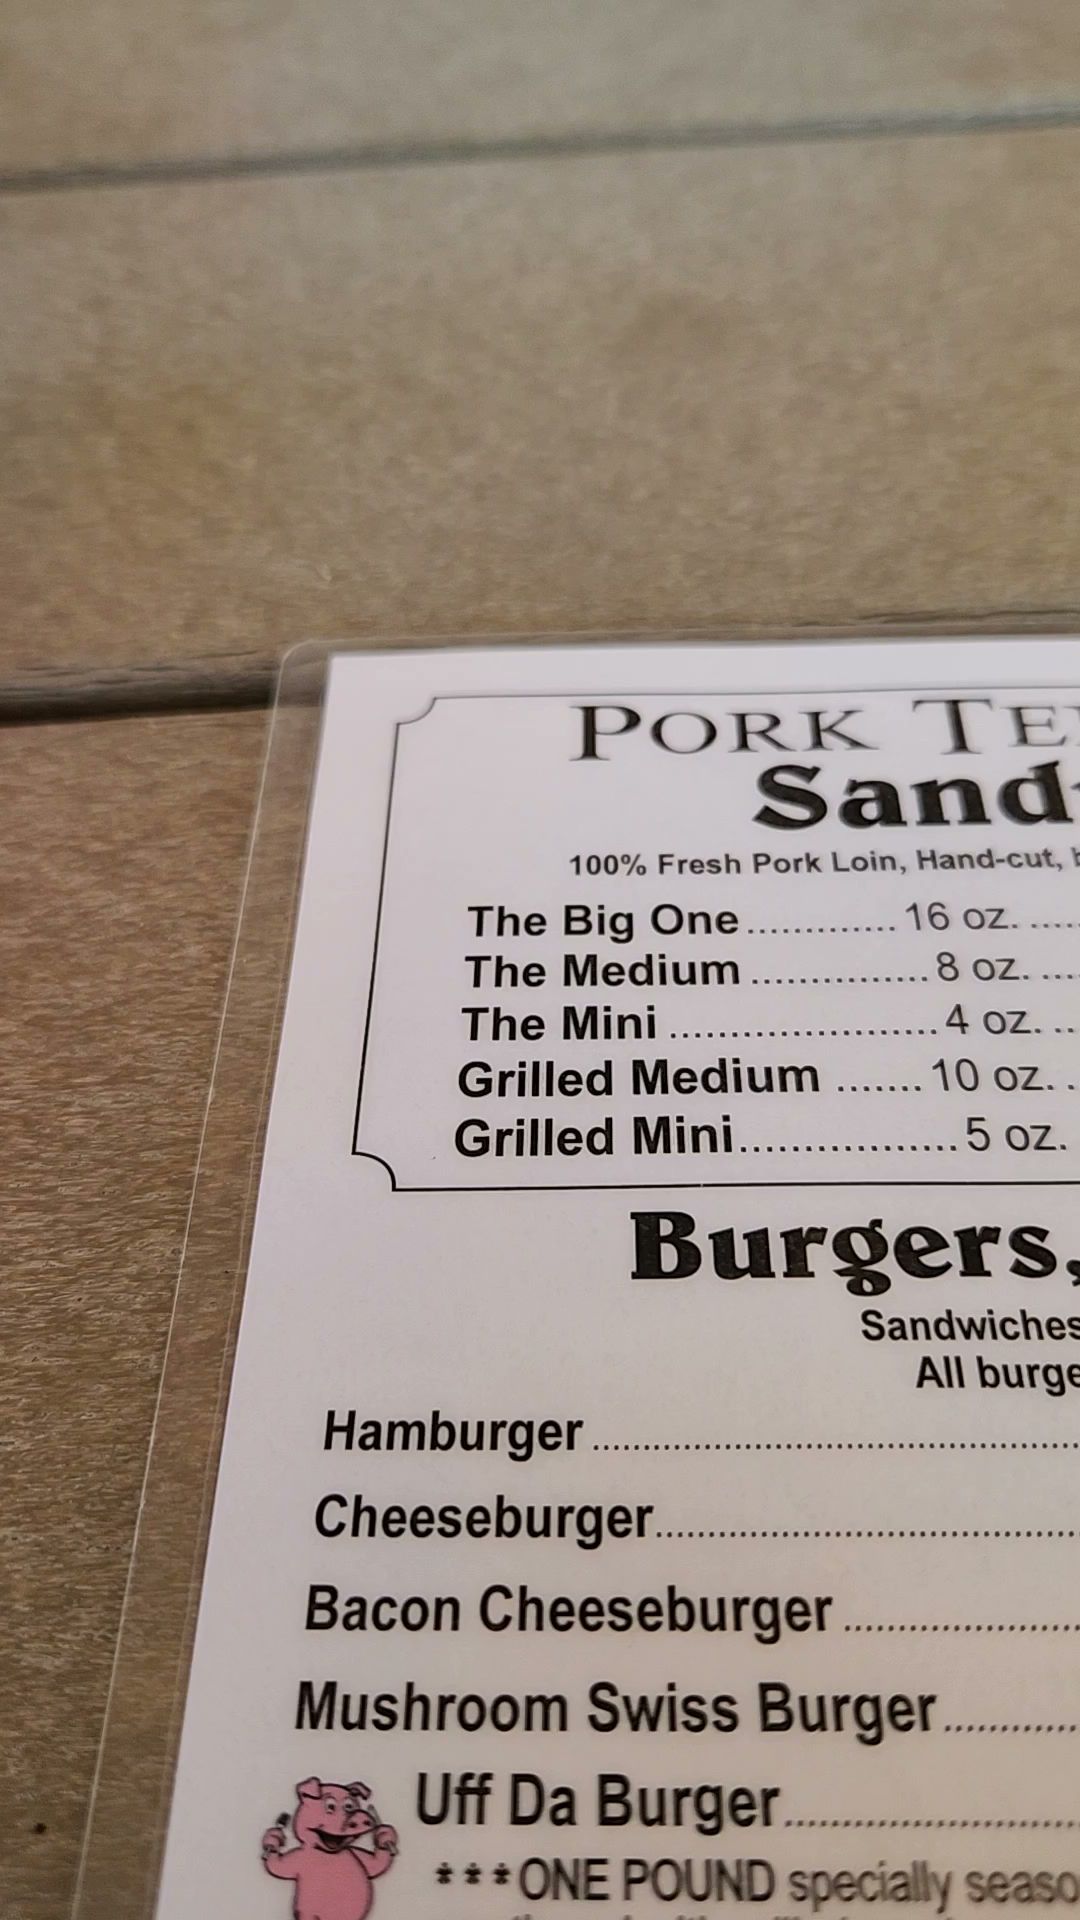 PORK TE
Sand
100% Fresh Pork Loin, Hand-cut,
The Big One............. 16 oz. .....
The Medium ...............8 oz. ....
The Mini .......................4 oz. ..
Grilled Medium ....... 10 oz. .
Grilled Mini.................. 5 oz.
Burgers,
Sandwiches
All burge
Hamburger ..........................................
Cheeseburger....................................
Bacon Cheeseburger ....................
Mushroom Swiss Burger............
Uff Da Burger..........................
***ONE POUND specially seaso